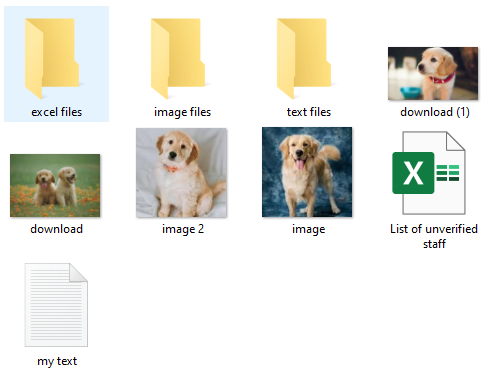 excel files
image files
text files
download (1)
download
image 2
image
List of unverified
staff
my text